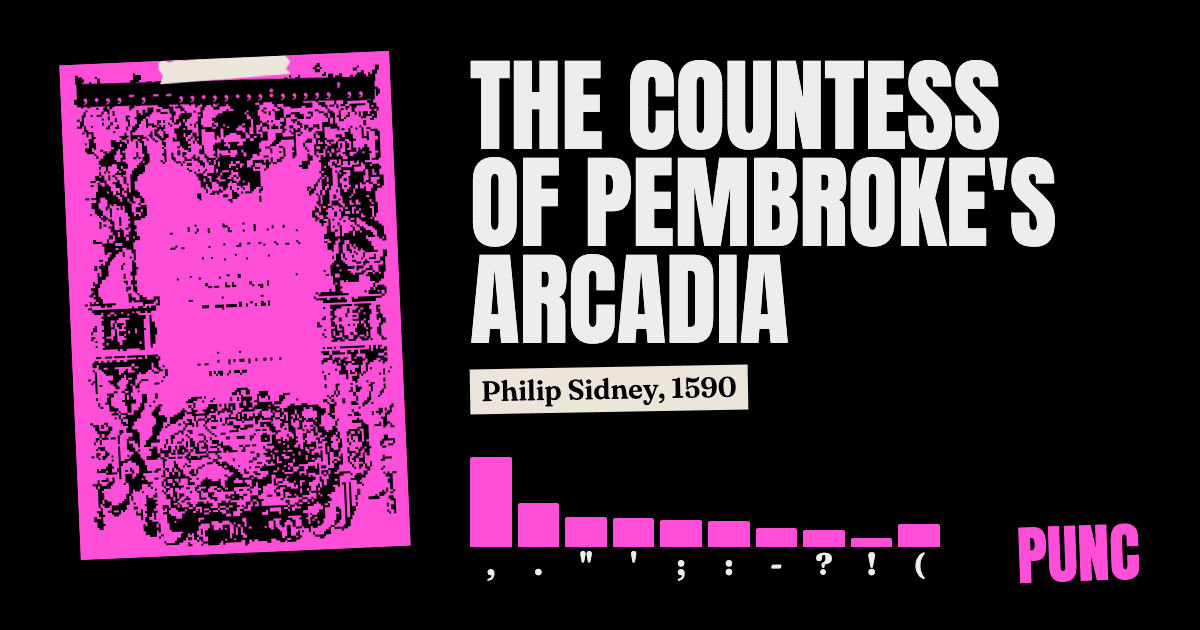 THE COUNTESS
OF PEMBROKE'S
ARCADIA
Philip Sidney, 1590
, . " ' ; : - ? ! (
PUNC